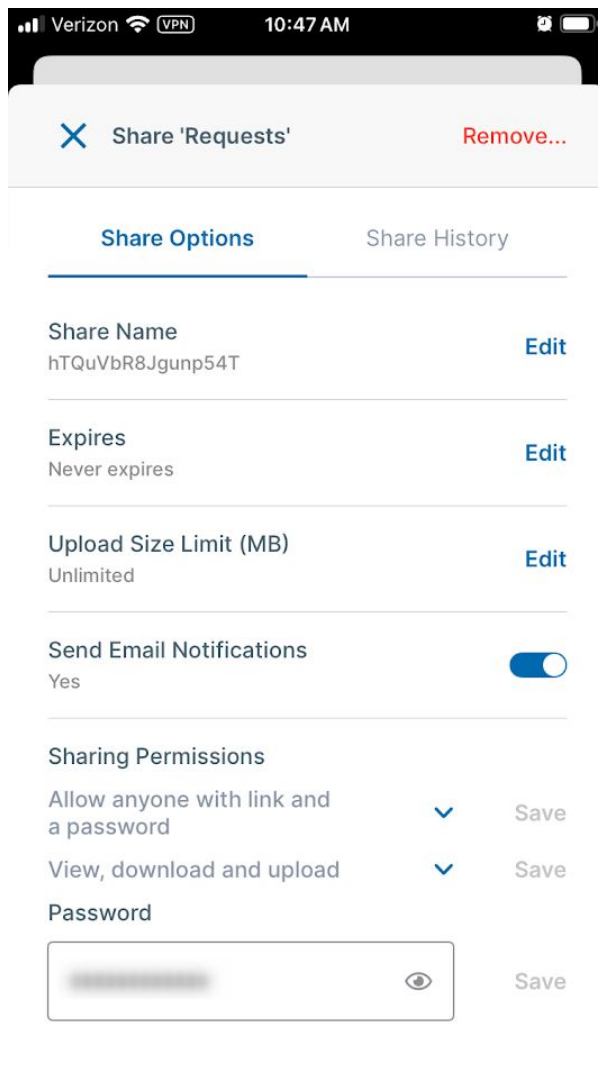 Verizon VPN 10:47 AM
Share 'Requests' Remove...
Share Options Share History
Share Name
hTQuVbR8Jgunp54T
Edit
Expires
Never expires
Edit
Upload Size Limit (MB)
Unlimited
Edit
Send Email Notifications
Yes
Sharing Permissions
Allow anyone with link and
a password
Save
View, download and upload Save
Password
Save